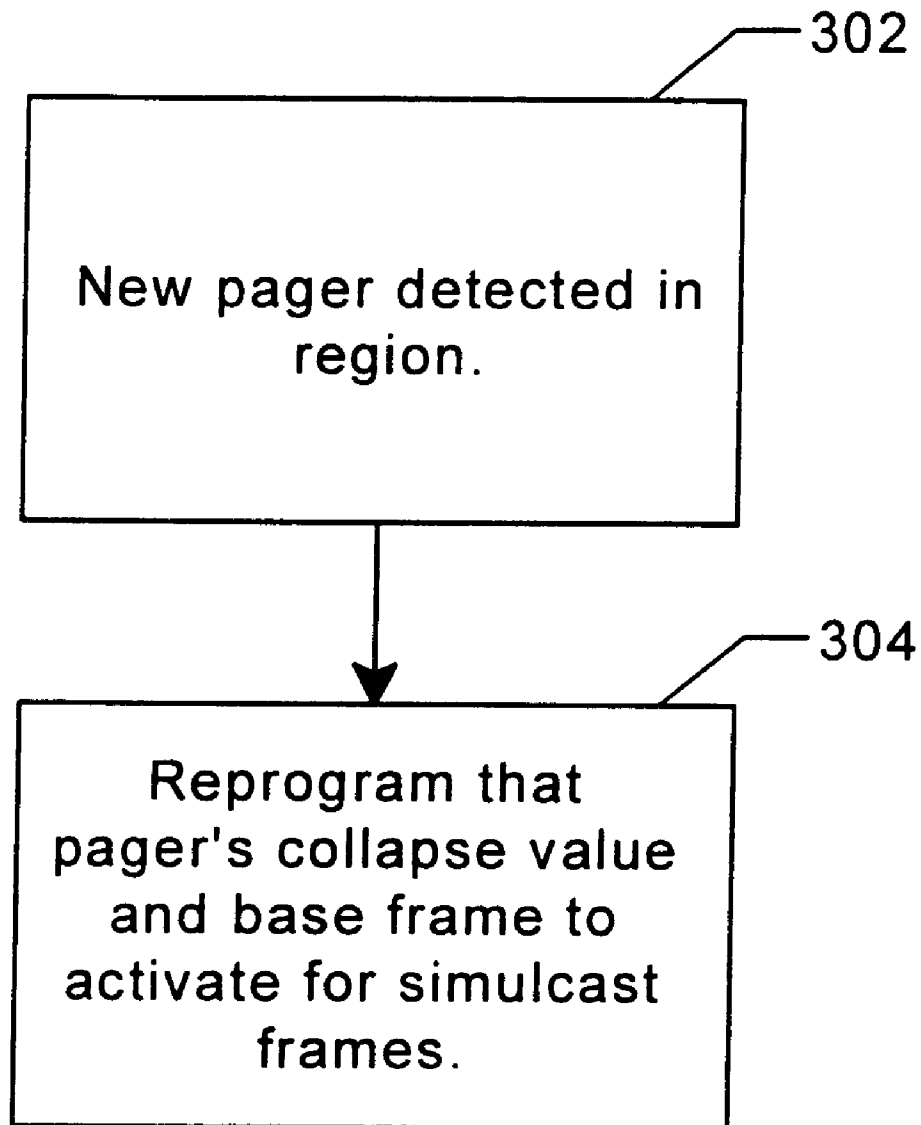 302
New pager detected in
region.
304
Reprogram that
pager's collapse value
and base frame to
activate for simulcast
frames.